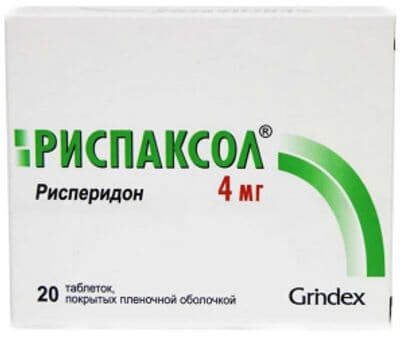 РИСПАКСОЛ®
Рисперидон 4 мг
20 таблеток,
покрытых пленочной оболочкой
Grindex